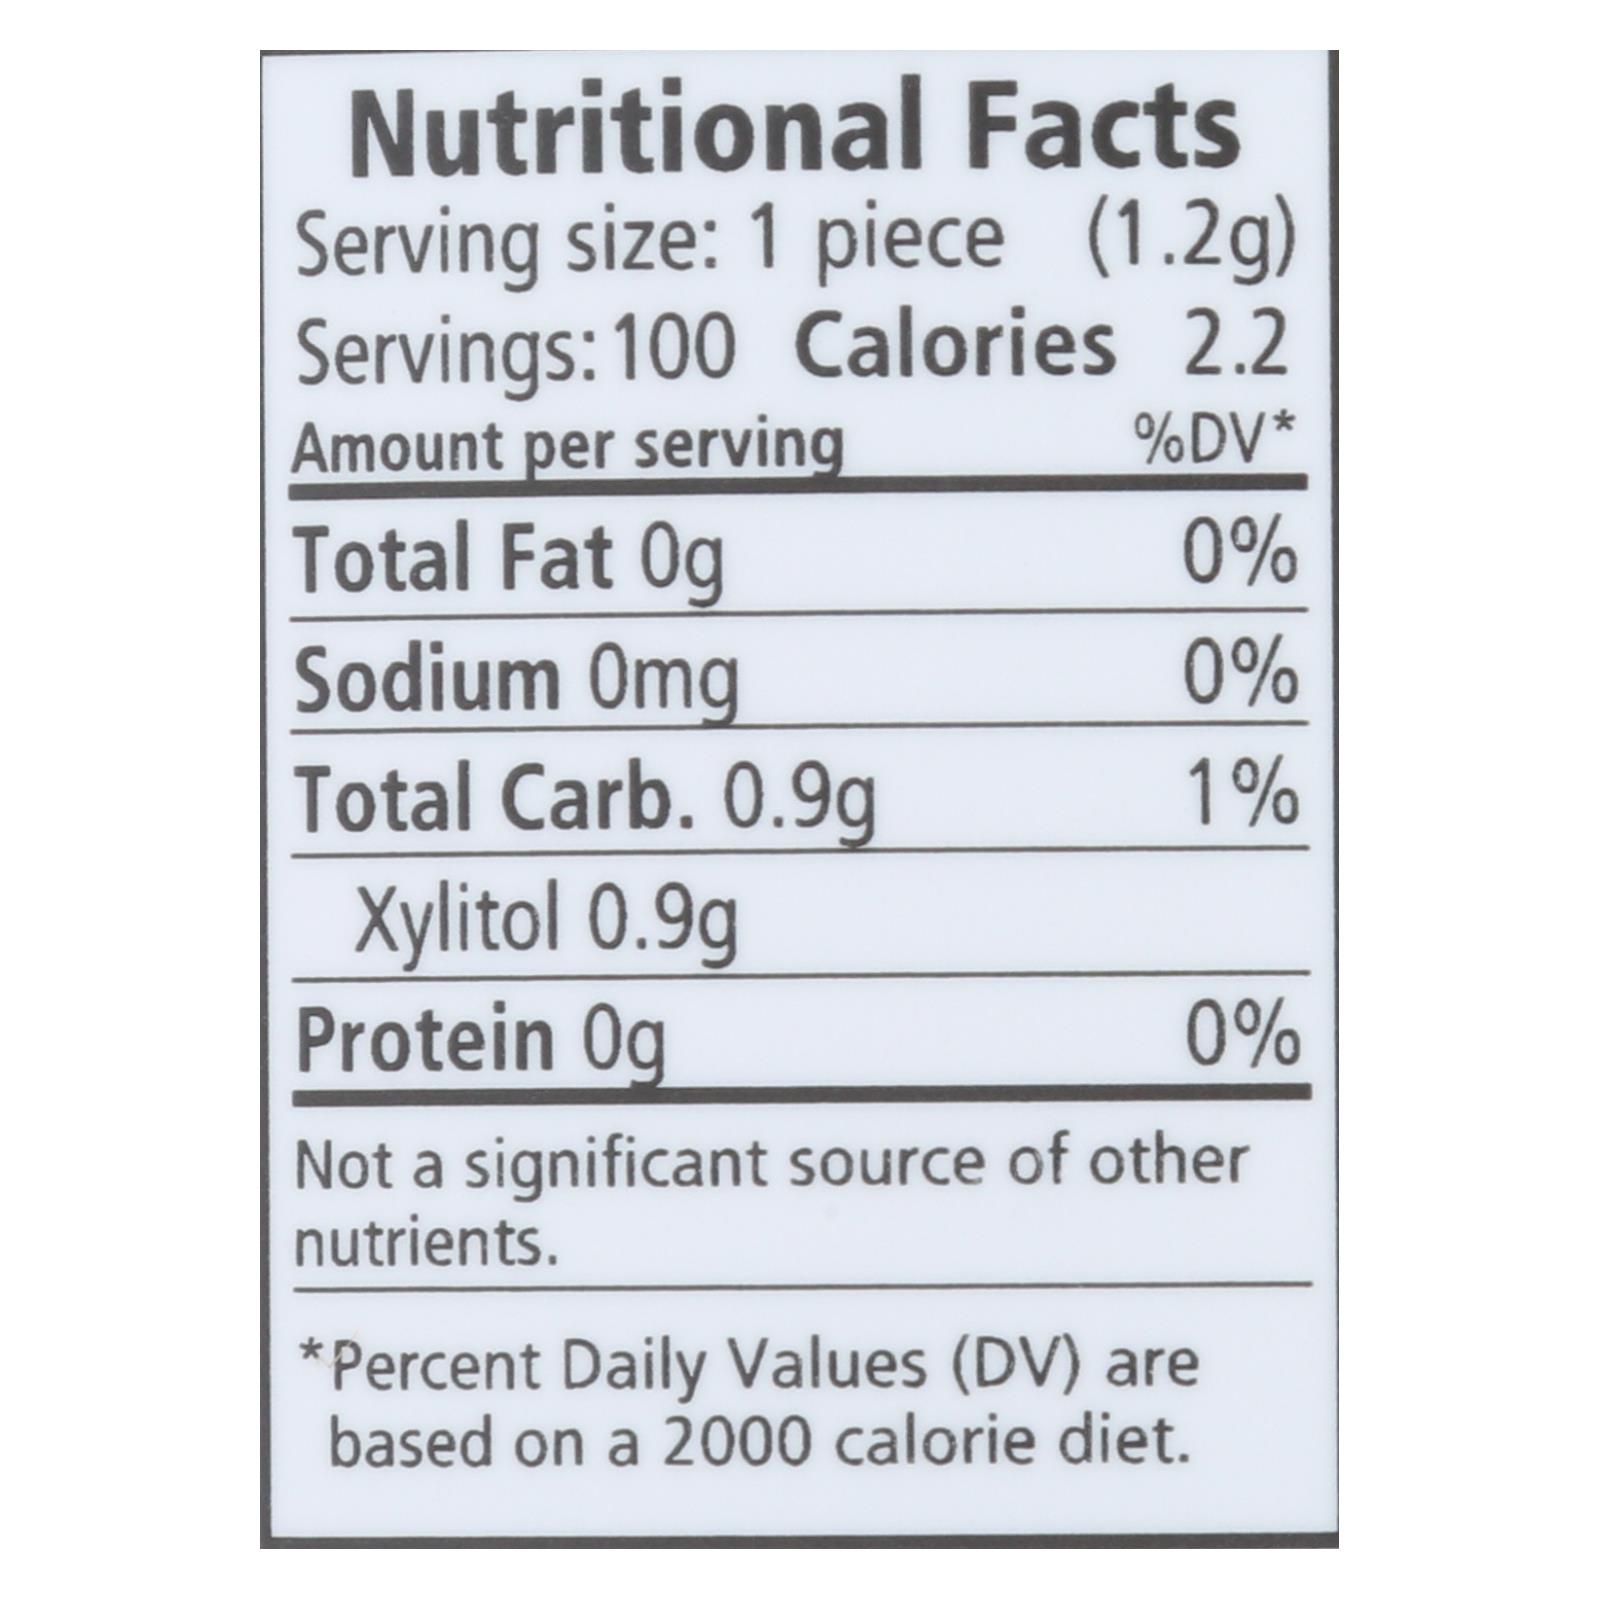 Nutritional Facts
Serving size: 1 piece (1.2g)
Servings: 100 Calories 2.2
Amount per serving %DV*
Total Fat 0g 0%
Sodium 0mg 0%
Total Carb. 0.9g 1%
Xylitol 0.9g
Protein 0g 0%
Not a significant source of other
nutrients.
*Percent Daily Values (DV) are
based on a 2000 calorie diet.